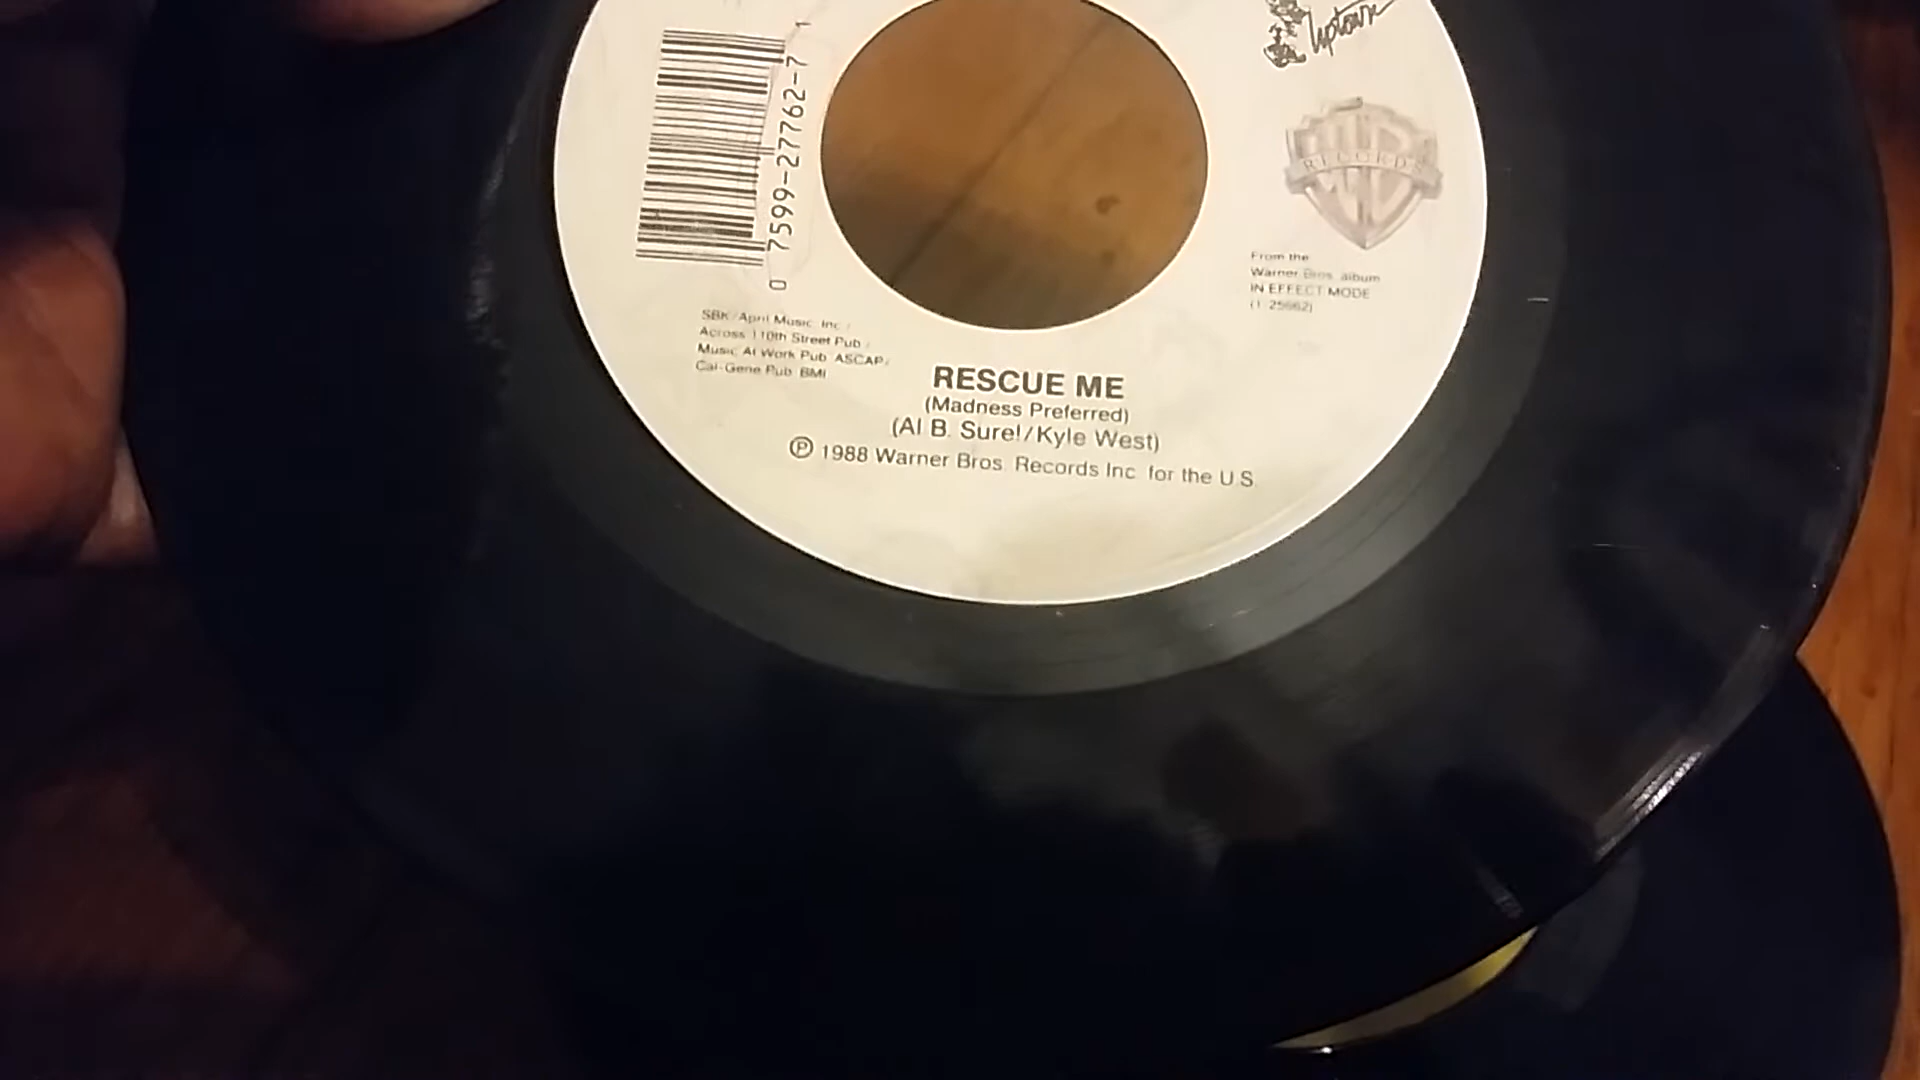 Uptown
RECORDS
0 7599-27762-7 1
From the
Warner Bros. album
IN EFFECT MODE
(1-25662)
SBK/April Music, Inc./
Across 110th Street Pub./
Music At Work Pub. ASCAP/
Cal-Gene Pub. BMI
RESCUE ME
(Madness Preferred)
(Al B. Sure!/Kyle West)
℗ 1988 Warner Bros. Records Inc. for the U.S.